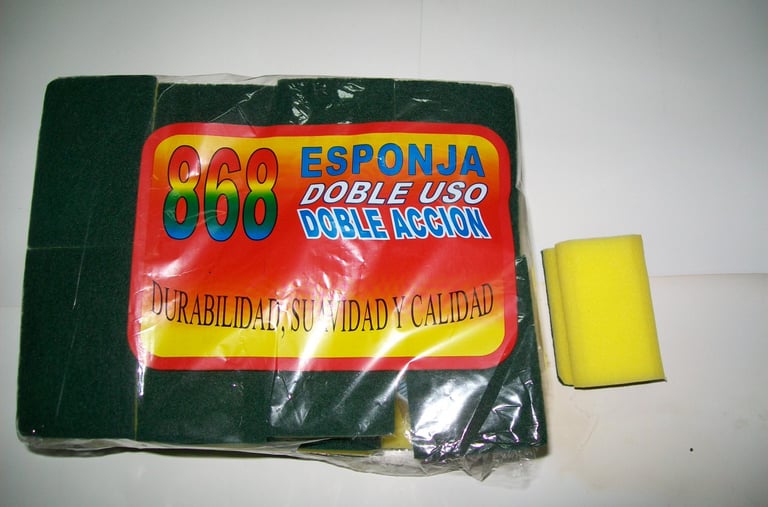 868
ESPONJA
DOBLE USO
DOBLE ACCION
DURABILIDAD, SUAVIDAD Y CALIDAD